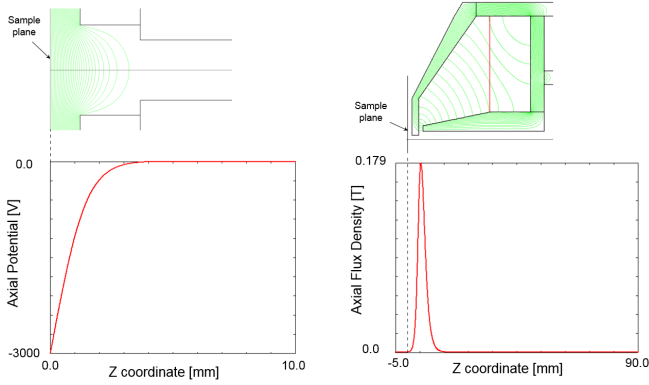 Sample
plane
Sample
plane
0.0
-3000
Axial Potential [V]
0.0
10.0
Z coordinate [mm]
0.179
0.0
Axial Flux Density [T]
-5.0
90.0
Z coordinate [mm]